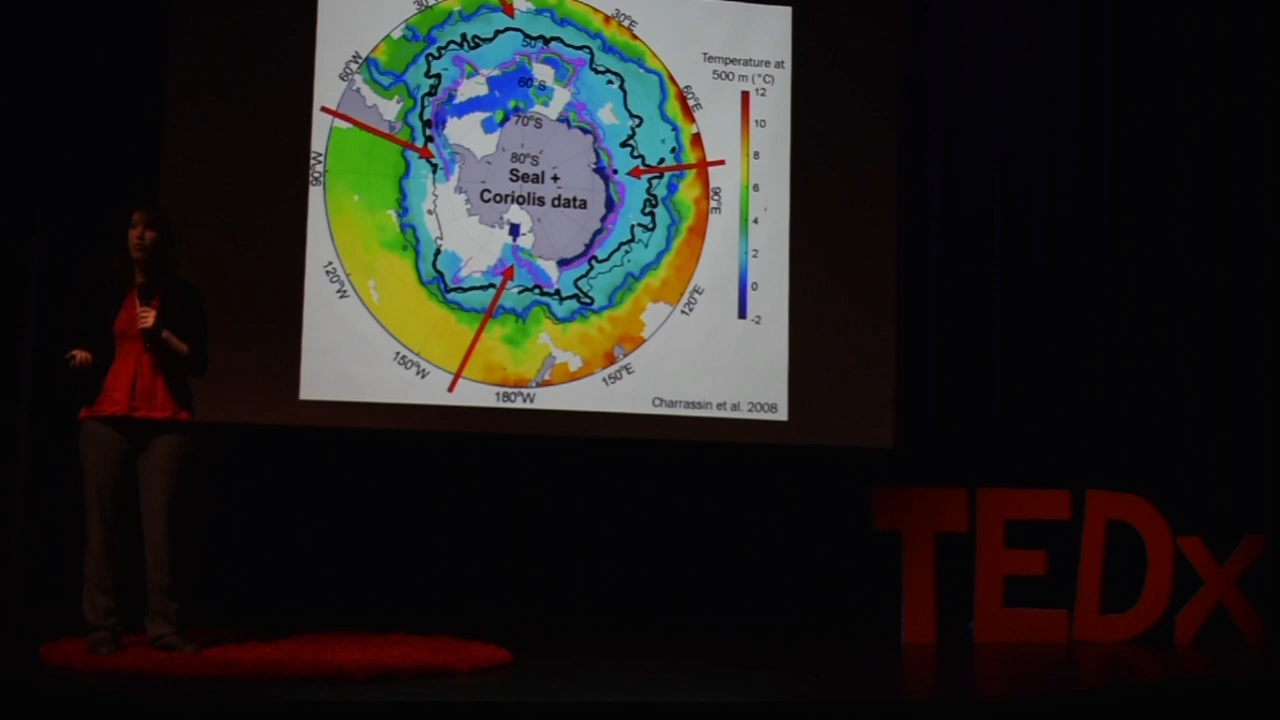 30°E
50°
60°W
60°S
60°E
70°S
80°S
Seal +
Coriolis data
90°W
90°E
120°W
120°E
150°W
150°E
180°W
Temperature at
500 m (°C)
12
10
8
6
4
2
0
-2
Charrassin et al. 2008
TEDx